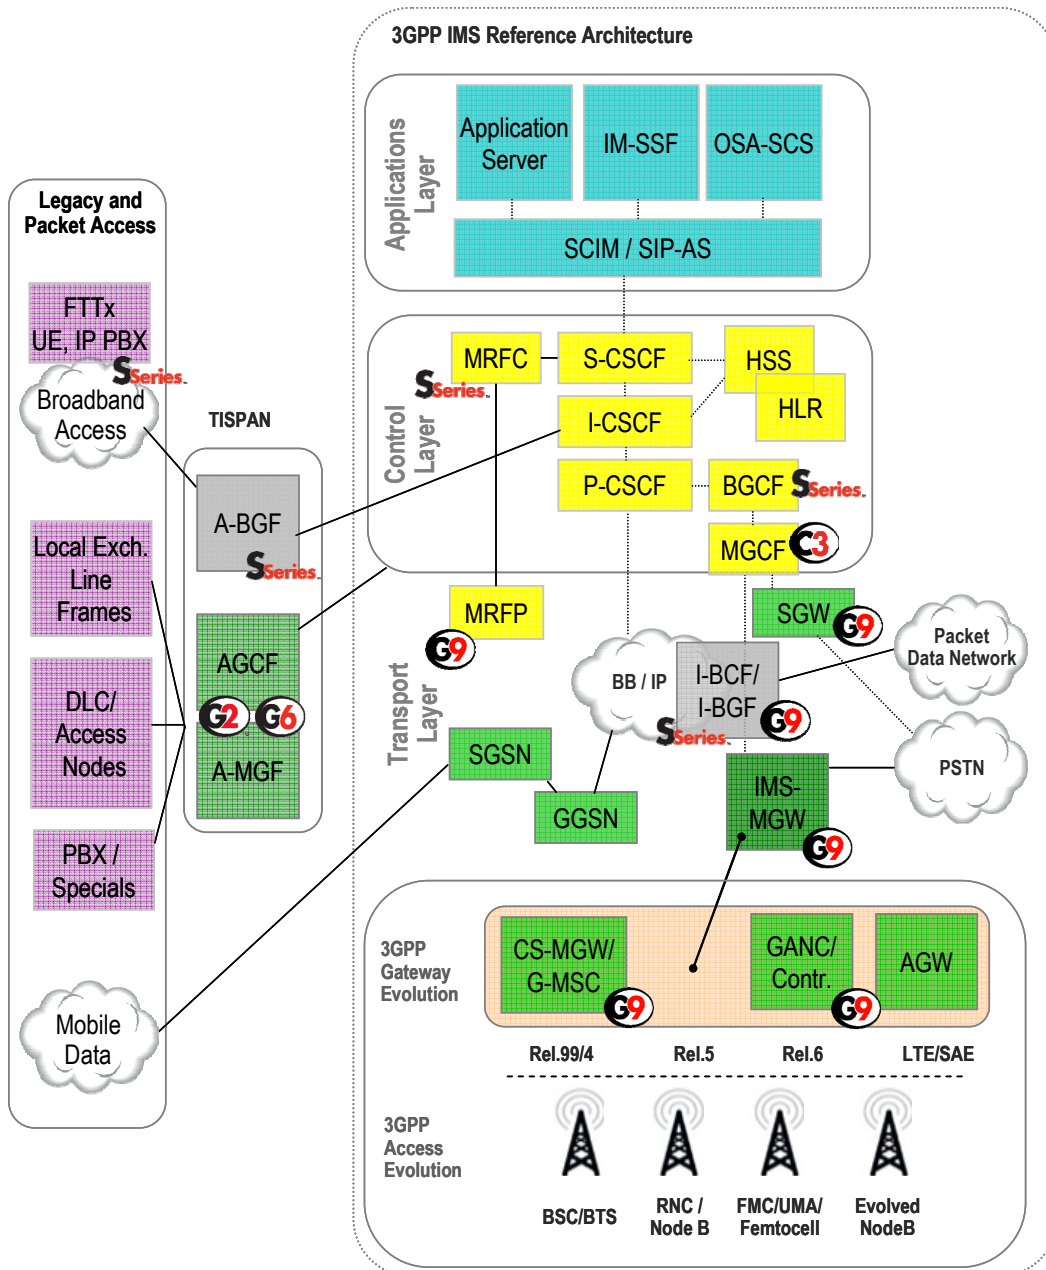 3GPP IMS Reference Architecture
Applications
Layer
Application
Server
IM-SSF
OSA-SCS
SCIM / SIP-AS
Legacy and
Packet Access
FTTx
UE, IP PBX
SSeries™
Broadband
Access
Local Exch.
Line
Frames
DLC/
Access
Nodes
PBX /
Specials
Mobile
Data
TISPAN
A-BGF
SSeries™
AGCF
G2
G6
A-MGF
Control
Layer
MRFC
SSeries™
S-CSCF
HSS
HLR
I-CSCF
P-CSCF
BGCF
SSeries™
MGCF
C3
Transport
Layer
MRFP
G9
SGW
G9
BB / IP
I-BCF/
I-BGF
G9
SSeries™
Packet
Data Network
PSTN
SGSN
GGSN
IMS-
MGW
G9
3GPP
Gateway
Evolution
CS-MGW/
G-MSC
G9
GANC/
Contr.
G9
AGW
Rel.99/4
Rel.5
Rel.6
LTE/SAE
3GPP
Access
Evolution
BSC/BTS
RNC /
Node B
FMC/UMA/
Femtocell
Evolved
NodeB